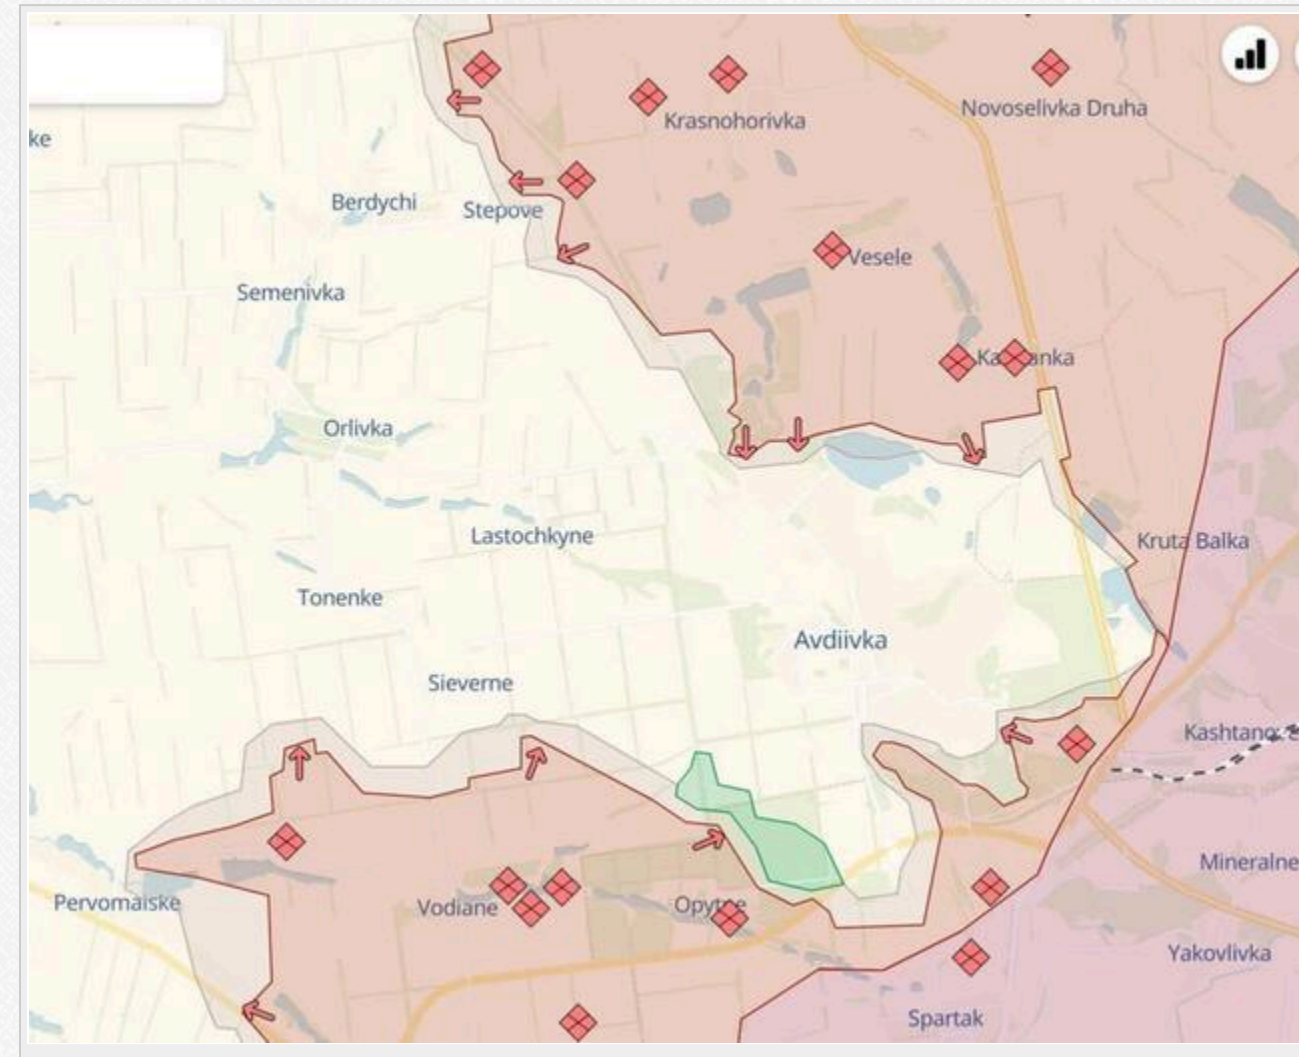 Krasnohorivka
Novoselivka Druha
ke
Berdychi
Stepove
Vesele
Semenivka
Orlivka
Lastochkyne
Kruta Balka
Tonenke
Avdiivka
Sieverne
Mineralne
Pervomaiske
Vodiane
Yakovlivka
Spartak